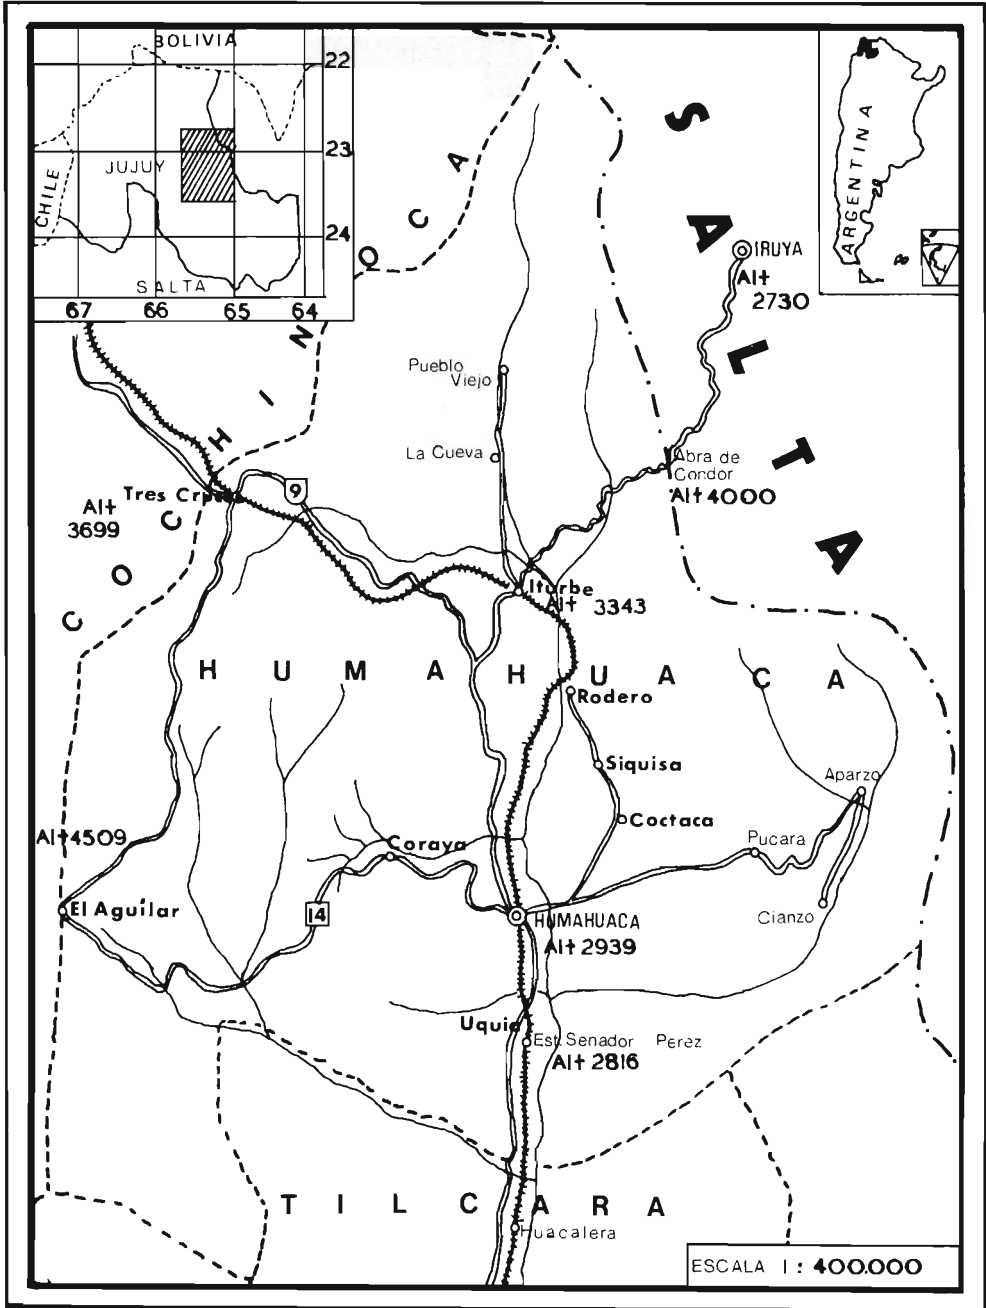 BOLIVIA
22
23
24
JUJUY
CHILE
SALTA
67 66 65 64
ARGENTINA
SALTA
IRUYA
Alt
2730
COCHINOCA
Pueblo
Viejo
La Cueva
Abra de
Condor
Alt 4000
9
Tres Cruces
Alt
3699
Iturbe
Alt 3343
HUMAHUACA
Rodero
Siquisa
Coctaca
Aparzo
Pucara
Cianzo
Alt 4509
Coraya
El Aguilar
14
HUMAHUACA
Alt 2939
Uquia
Est. Senador Perez
Alt 2816
TILCARA
Huacalera
ESCALA 1 : 400.000